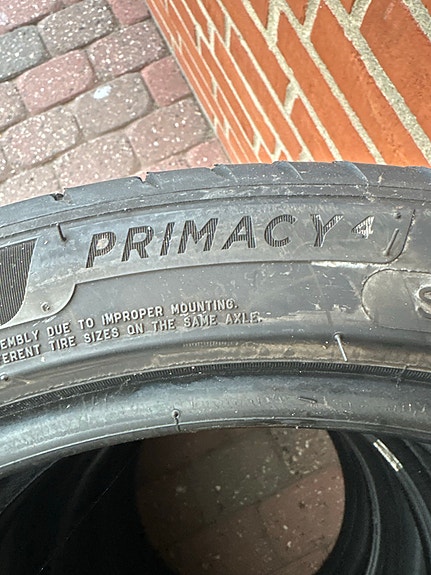 PRIMACY 4
EMBLY DUE TO IMPROPER MOUNTING.
ERENT TIRE SIZES ON THE SAME AXLE.
S